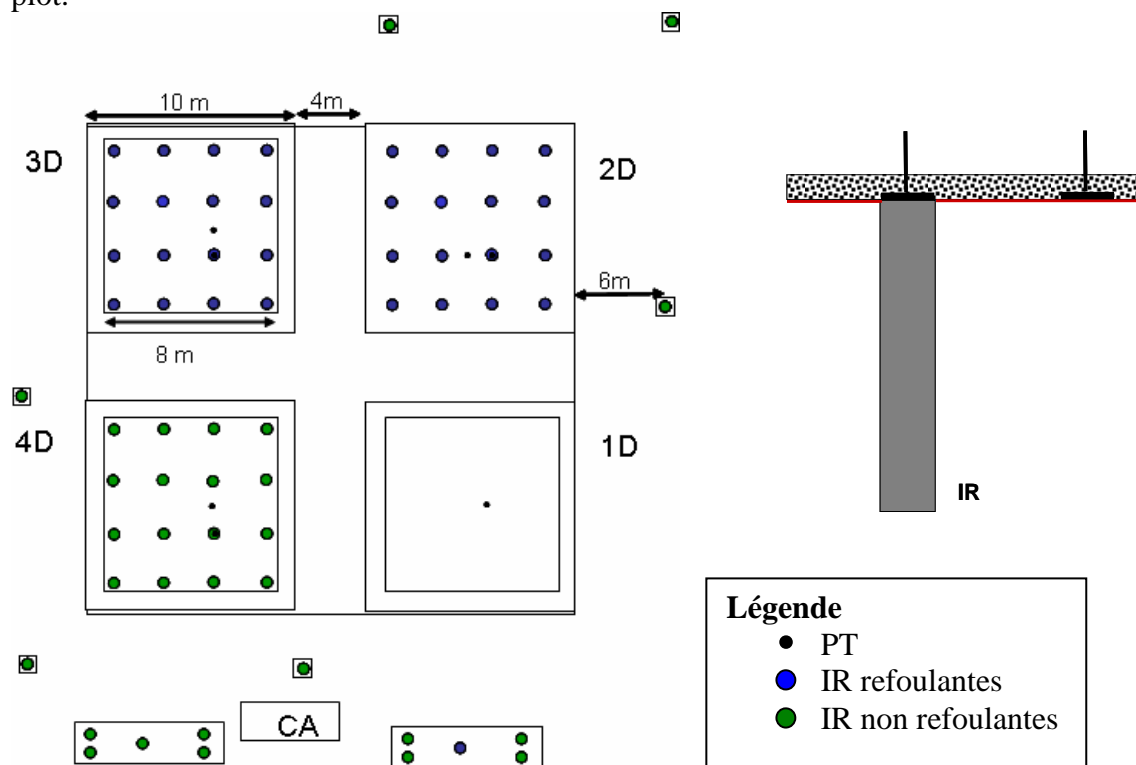 plot.
10 m
4m
3D
2D
6m
8 m
4D
1D
IR
CA
Légende
PT
IR refoulantes
IR non refoulantes